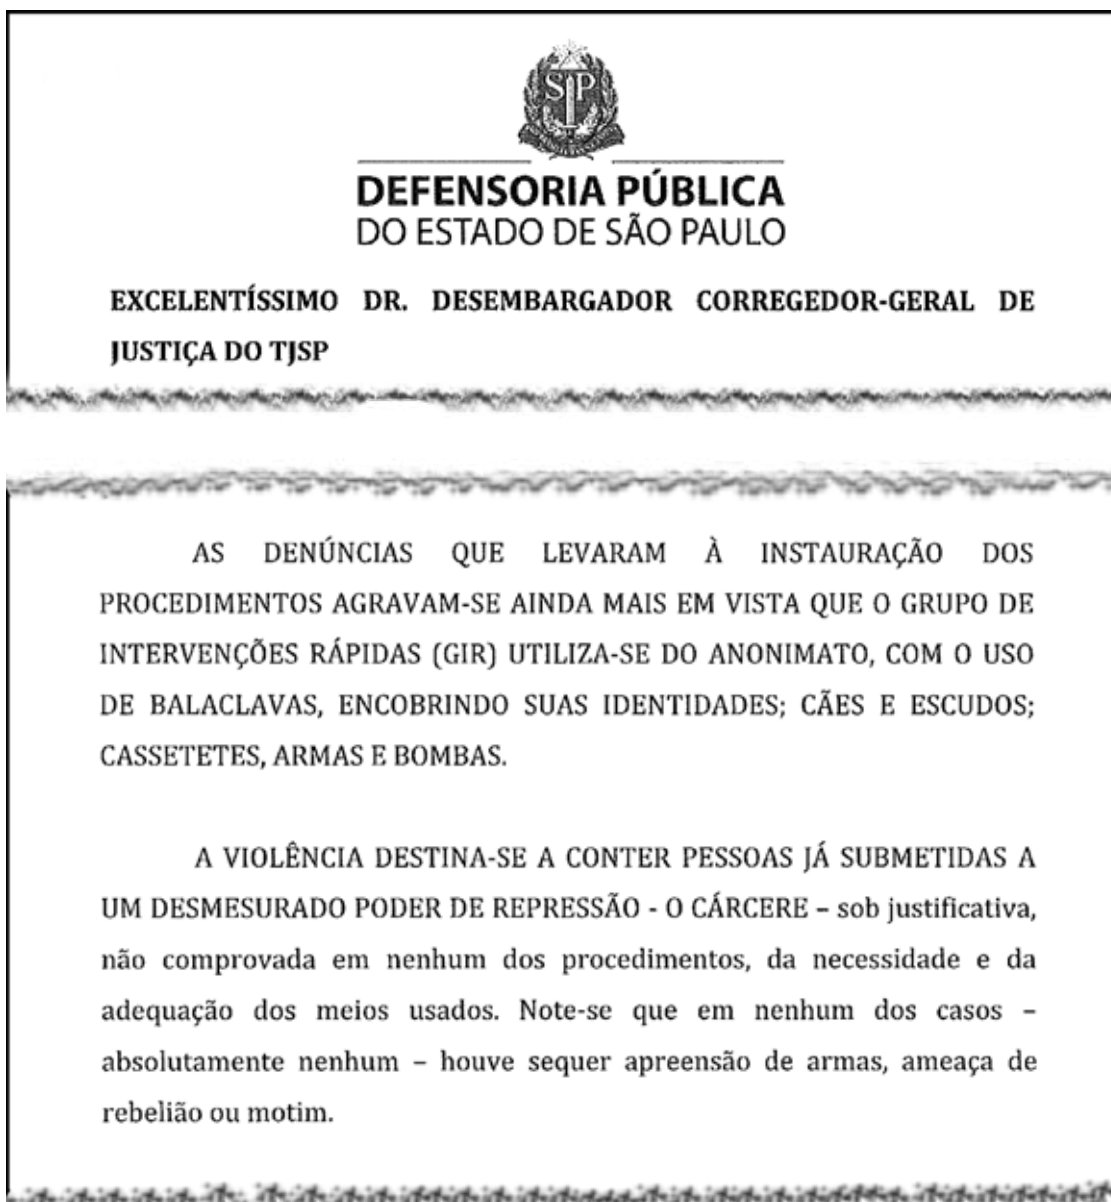 SP
DEFENSORIA PÚBLICA
DO ESTADO DE SÃO PAULO
EXCELENTÍSSIMO DR. DESEMBARGADOR CORREGEDOR-GERAL DE
JUSTIÇA DO TJSP
AS DENÚNCIAS QUE LEVARAM À INSTAURAÇÃO DOS
PROCEDIMENTOS AGRAVAM-SE AINDA MAIS EM VISTA QUE O GRUPO DE
INTERVENÇÕES RÁPIDAS (GIR) UTILIZA-SE DO ANONIMATO, COM O USO
DE BALACLAVAS, ENCOBRINDO SUAS IDENTIDADES; CÃES E ESCUDOS;
CASSETETES, ARMAS E BOMBAS.
A VIOLÊNCIA DESTINA-SE A CONTER PESSOAS JÁ SUBMETIDAS A
UM DESMESURADO PODER DE REPRESSÃO - O CÁRCERE – sob justificativa,
não comprovada em nenhum dos procedimentos, da necessidade e da
adequação dos meios usados. Note-se que em nenhum dos casos –
absolutamente nenhum – houve sequer apreensão de armas, ameaça de
rebelião ou motim.